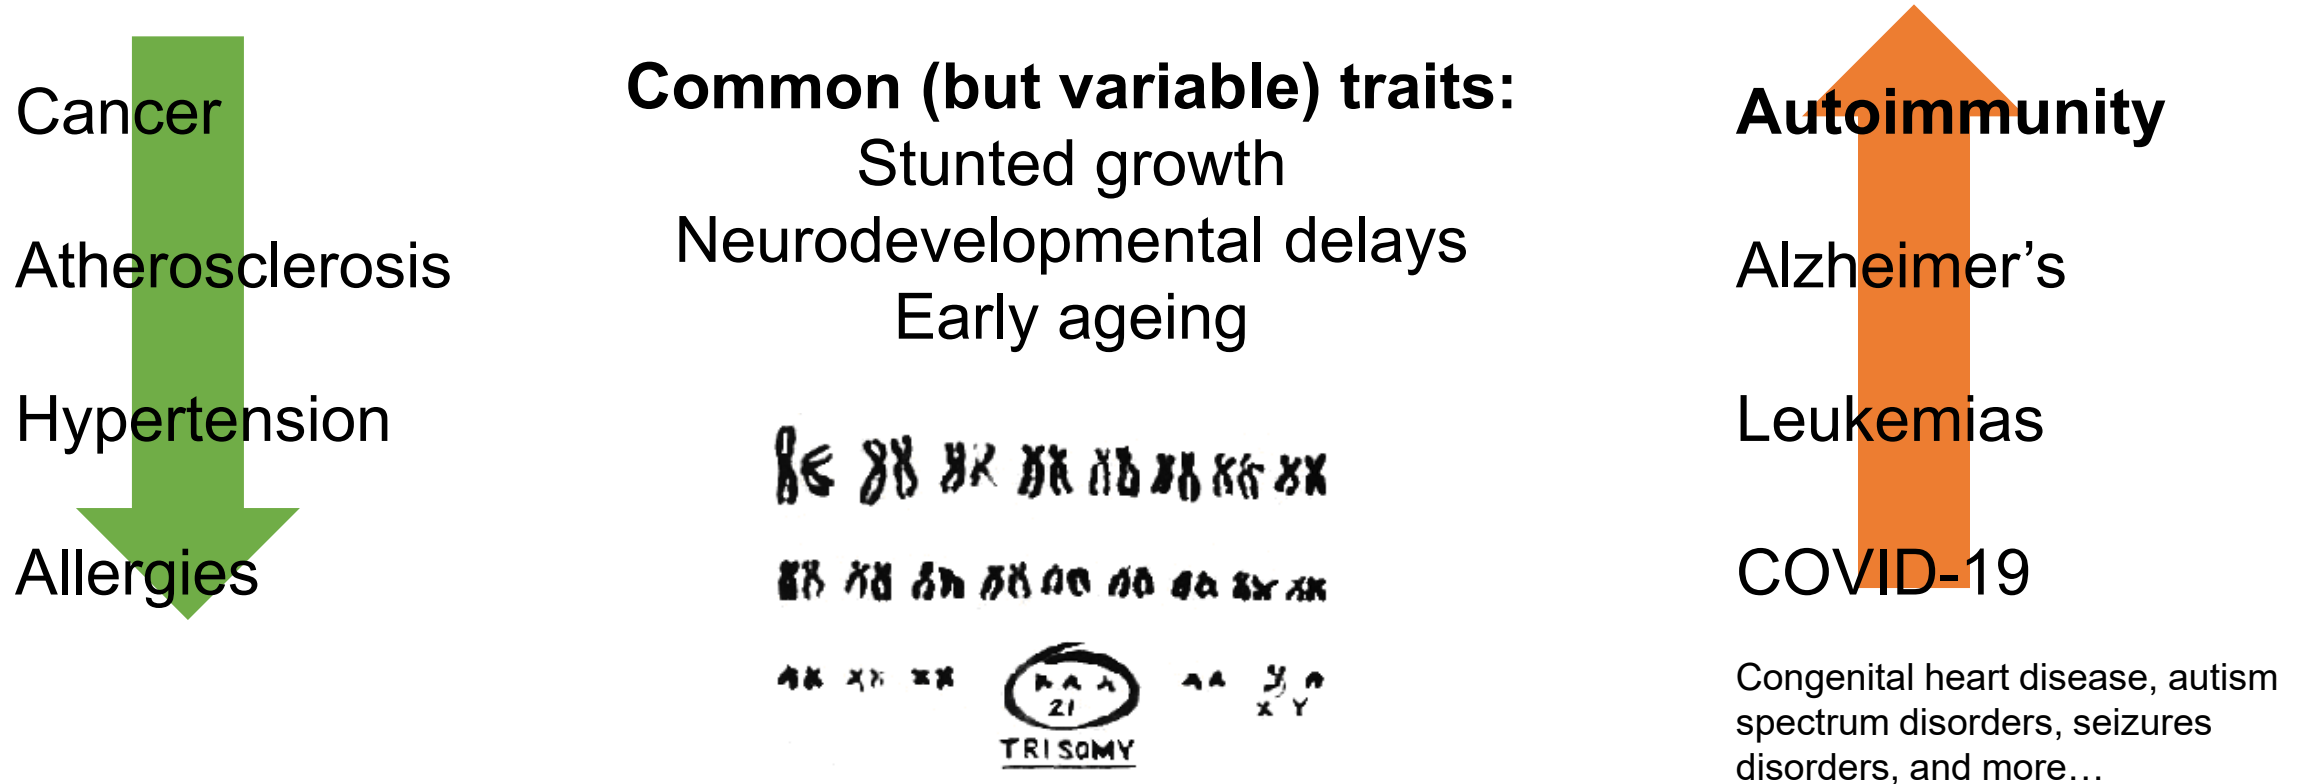 Cancer
Atherosclerosis
Hypertension
Allergies
Common (but variable) traits:
Stunted growth
Neurodevelopmental delays
Early ageing
21
X Y
TRISOMY
Autoimmunity
Alzheimer’s
Leukemias
COVID-19
Congenital heart disease, autism
spectrum disorders, seizures
disorders, and more…